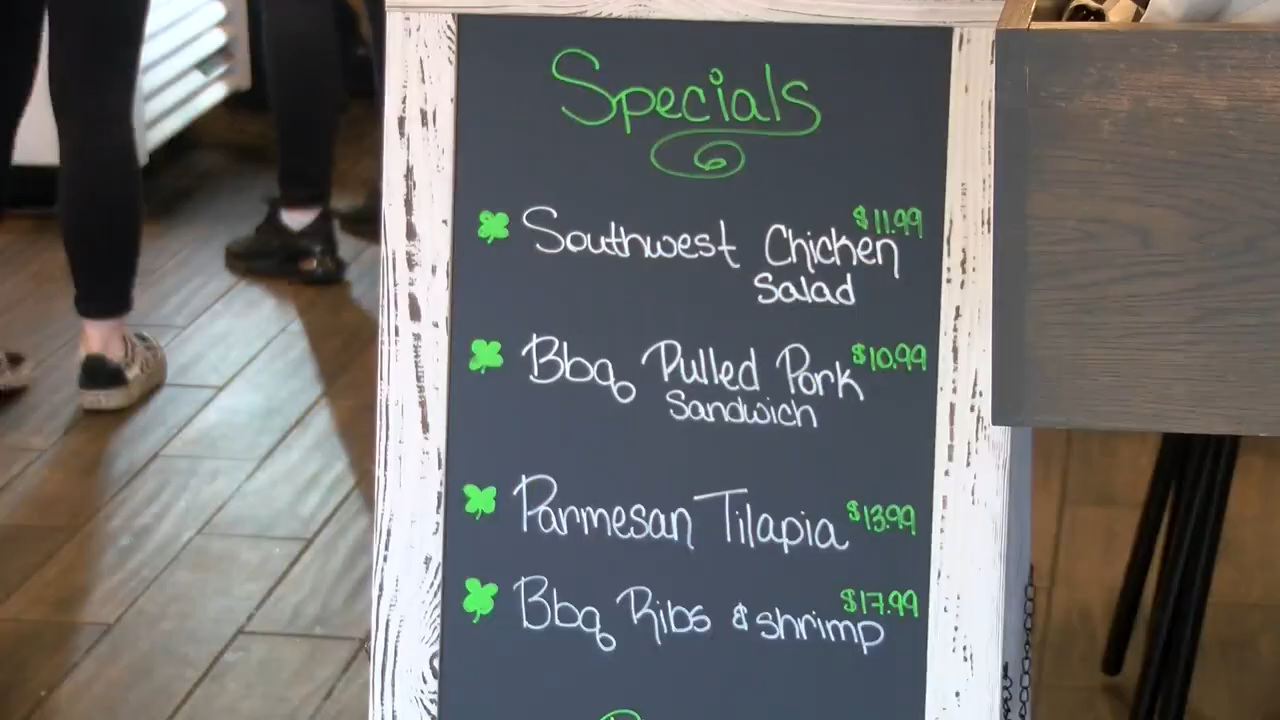 Specials
$11.99
Southwest Chicken
Salad
Bbq Pulled Pork $10.99
Sandwich
Parmesan Tilapia $13.99
$17.99
Bbq Ribs & shrimp